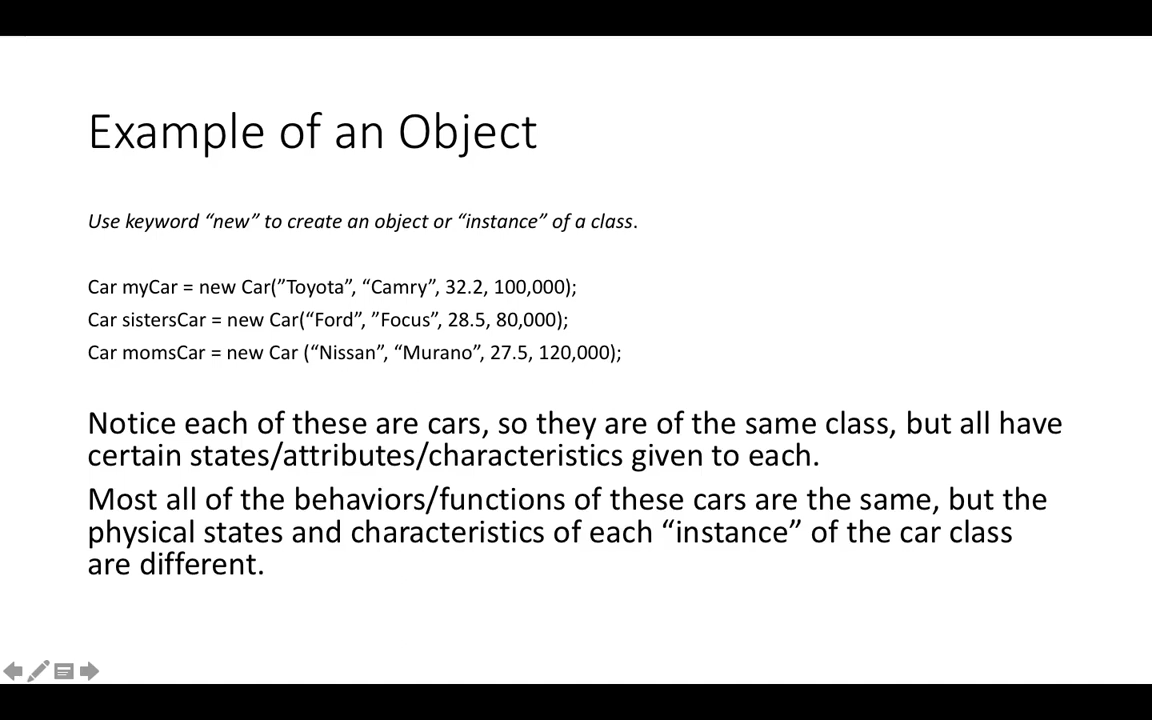 Example of an Object
Use keyword “new” to create an object or “instance” of a class.
Car myCar = new Car(”Toyota”, “Camry”, 32.2, 100,000);
Car sistersCar = new Car(“Ford”, ”Focus”, 28.5, 80,000);
Car momsCar = new Car (“Nissan”, “Murano”, 27.5, 120,000);
Notice each of these are cars, so they are of the same class, but all have
certain states/attributes/characteristics given to each.
Most all of the behaviors/functions of these cars are the same, but the
physical states and characteristics of each “instance” of the car class
are different.